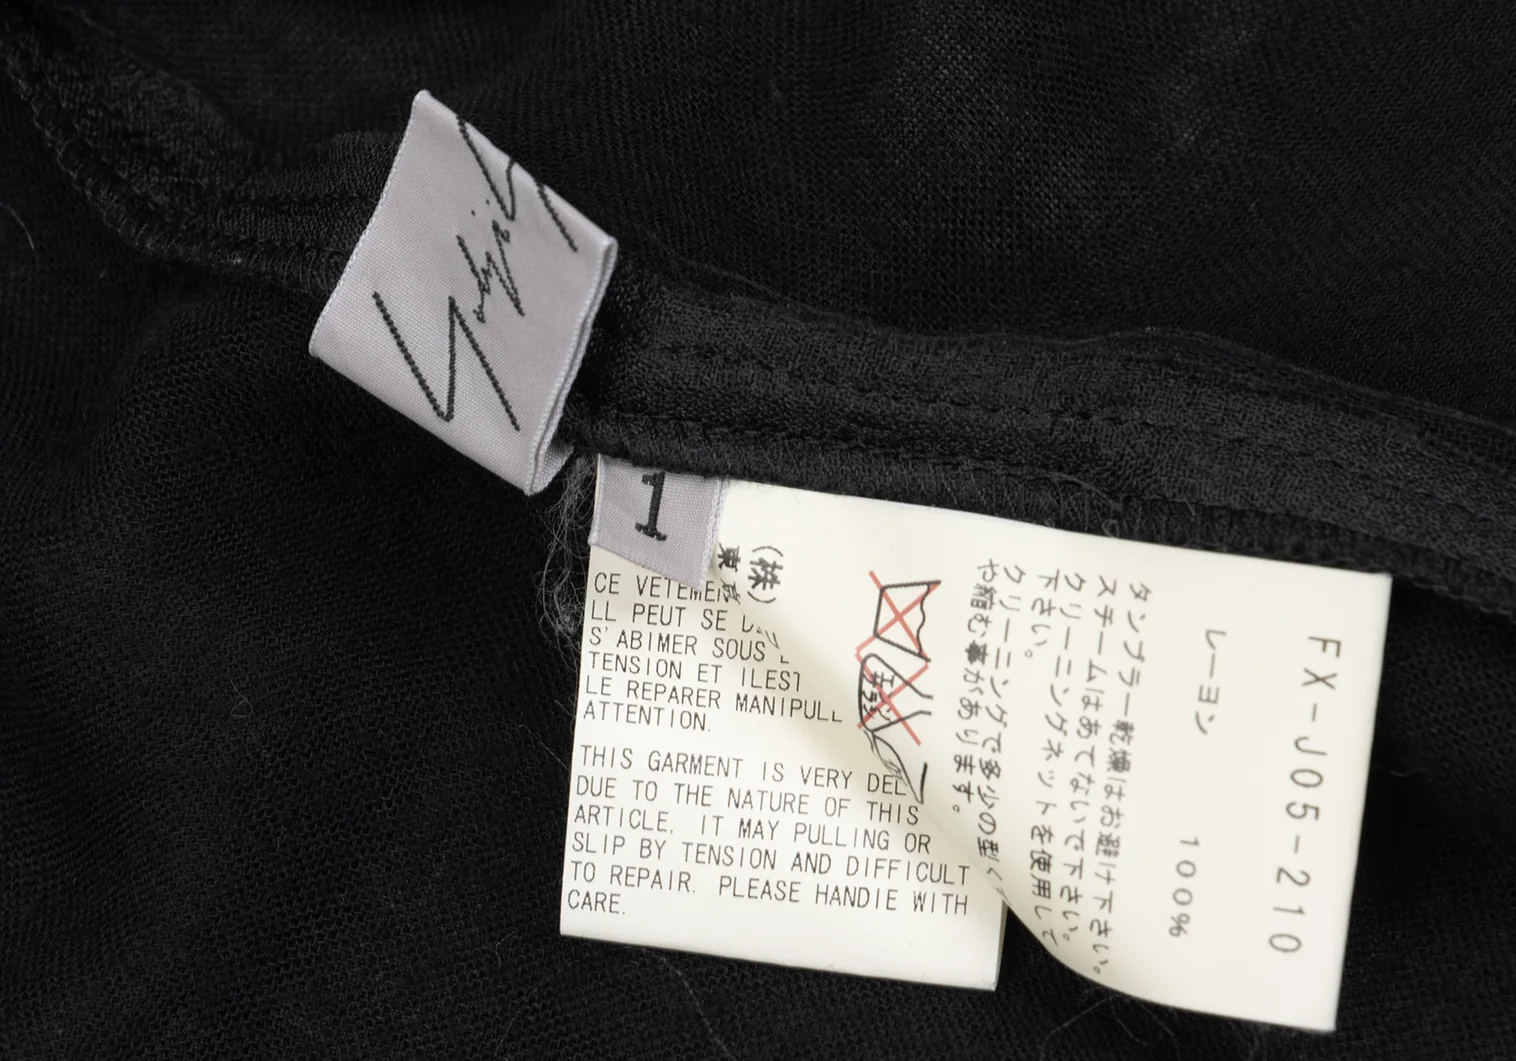 Yohji
1
CE VETEMEN
LL PEUT SE
S'ABIMER SOUS
TENSION ET ILEST
LE REPARER MANIPULL
ATTENTION.
THIS GARMENT IS VERY DEL
DUE TO THE NATURE OF THIS
ARTICLE. IT MAY PULLING OR
SLIP BY TENSION AND DIFFICULT
TO REPAIR. PLEASE HANDIE WITH
CARE.
FX-J05-210
レーヨン 100%
タンブラー乾燥はお避け下さい。
スチームはあてないで下さい。
クリーニングネットを使用して
下さい。
クリーニングで多少の型く
や縮む事があります。
(株)
東京